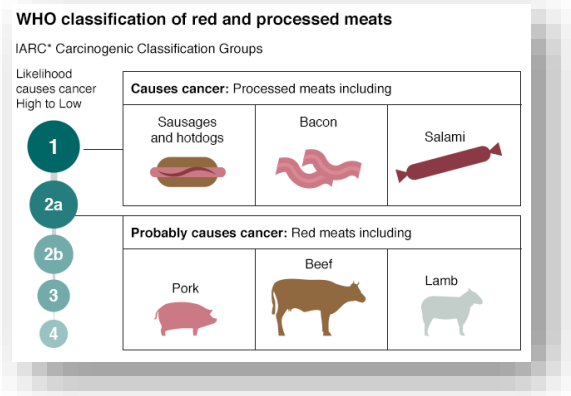 WHO classification of red and processed meats
IARC* Carcinogenic Classification Groups
Likelihood
causes cancer
High to Low
Causes cancer: Processed meats including
Sausages
and hotdogs
Bacon
Salami
1
2a
Probably causes cancer: Red meats including
2b
Pork
Beef
Lamb
3
4